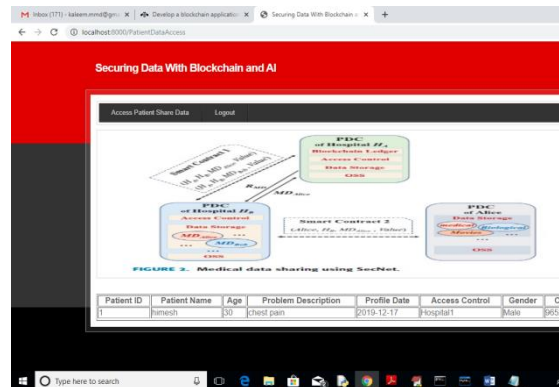 Inbox (171) - kaleem.mmd@gm
Develop a blockchain application
Securing Data With Blockchain
localhost:8000/PatientDataAccess
Securing Data With Blockchain and AI
Access Patient Share Data
Logout
PDC
of Hospital
Blockchain Ledger
Access Control
Data Storage
OSS
Smart Contract 1
PDC
of Hospital
Access Control
Data Storage
OSS
Smart Contract 2
PDC
of Alice
Data Storage
medical Biological
Movies
OSS
FIGURE 2. Medical data sharing using SecNet.
Patient ID Patient Name Age Problem Description Profile Date Access Control Gender
1 himesh 30 chest pain 2019-12-17 Hospital1 Male
Type here to search